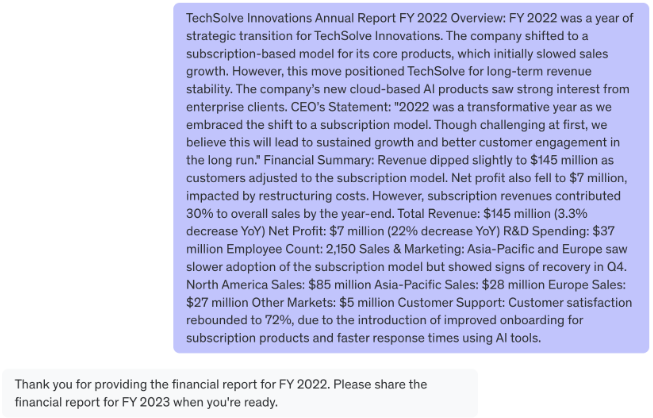 TechSolve Innovations Annual Report FY 2022 Overview: FY 2022 was a year of
strategic transition for TechSolve Innovations. The company shifted to a
subscription-based model for its core products, which initially slowed sales
growth. However, this move positioned TechSolve for long-term revenue
stability. The company's new cloud-based AI products saw strong interest from
enterprise clients. CEO's Statement: "2022 was a transformative year as we
embraced the shift to a subscription model. Though challenging at first, we
believe this will lead to sustained growth and better customer engagement in
the long run." Financial Summary: Revenue dipped slightly to $145 million as
customers adjusted to the subscription model. Net profit also fell to $7 million,
impacted by restructuring costs. However, subscription revenues contributed
30% to overall sales by the year-end. Total Revenue: $145 million (3.3%
decrease YoY) Net Profit: $7 million (22% decrease YoY) R&D Spending: $37
million Employee Count: 2,150 Sales & Marketing: Asia-Pacific and Europe saw
slower adoption of the subscription model but showed signs of recovery in Q4.
North America Sales: $85 million Asia-Pacific Sales: $28 million Europe Sales:
$27 million Other Markets: $5 million Customer Support: Customer satisfaction
rebounded to 72%, due to the introduction of improved onboarding for
subscription products and faster response times using AI tools.
Thank you for providing the financial report for FY 2022. Please share the
financial report for FY 2023 when you're ready.